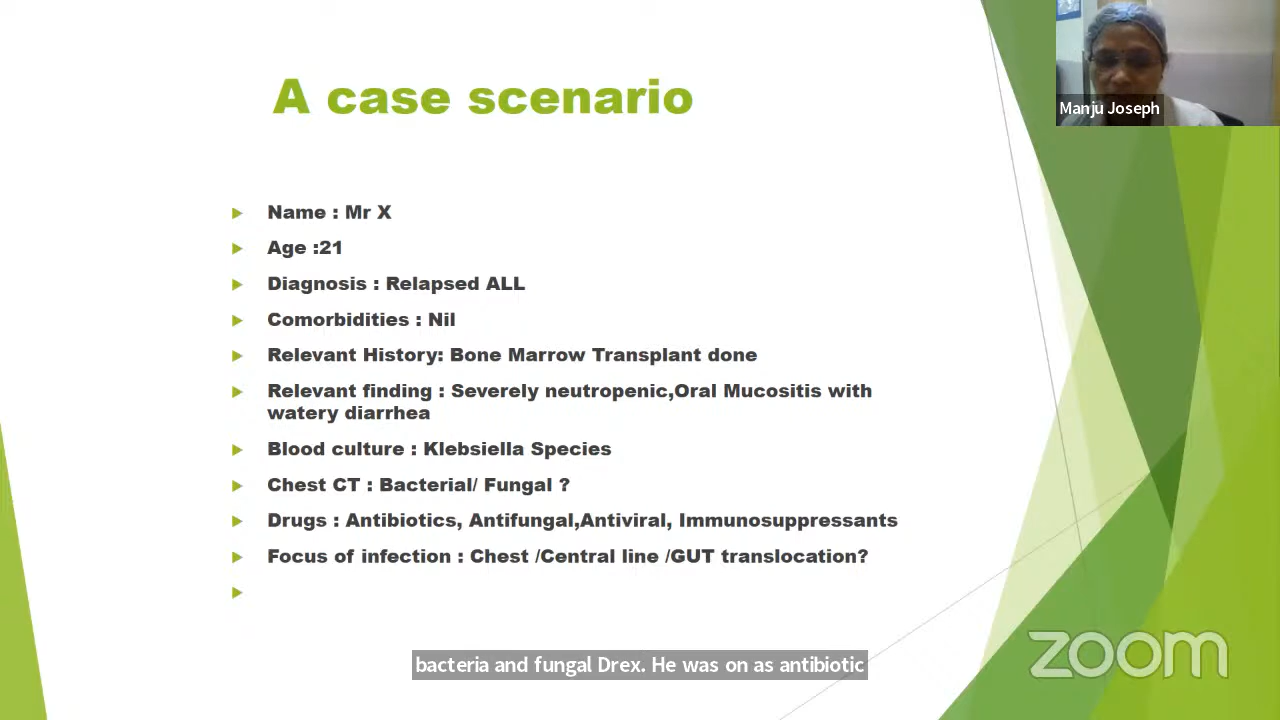 A case scenario
Manju Joseph
Name : Mr X
Age :21
Diagnosis : Relapsed ALL
Comorbidities : Nil
Relevant History: Bone Marrow Transplant done
Relevant finding : Severely neutropenic,Oral Mucositis with
watery diarrhea
Blood culture : Klebsiella Species
Chest CT : Bacterial/ Fungal ?
Drugs : Antibiotics, Antifungal,Antiviral, Immunosuppressants
Focus of infection : Chest /Central line /GUT translocation?
bacteria and fungal Drex. He was on as antibiotic
zoom